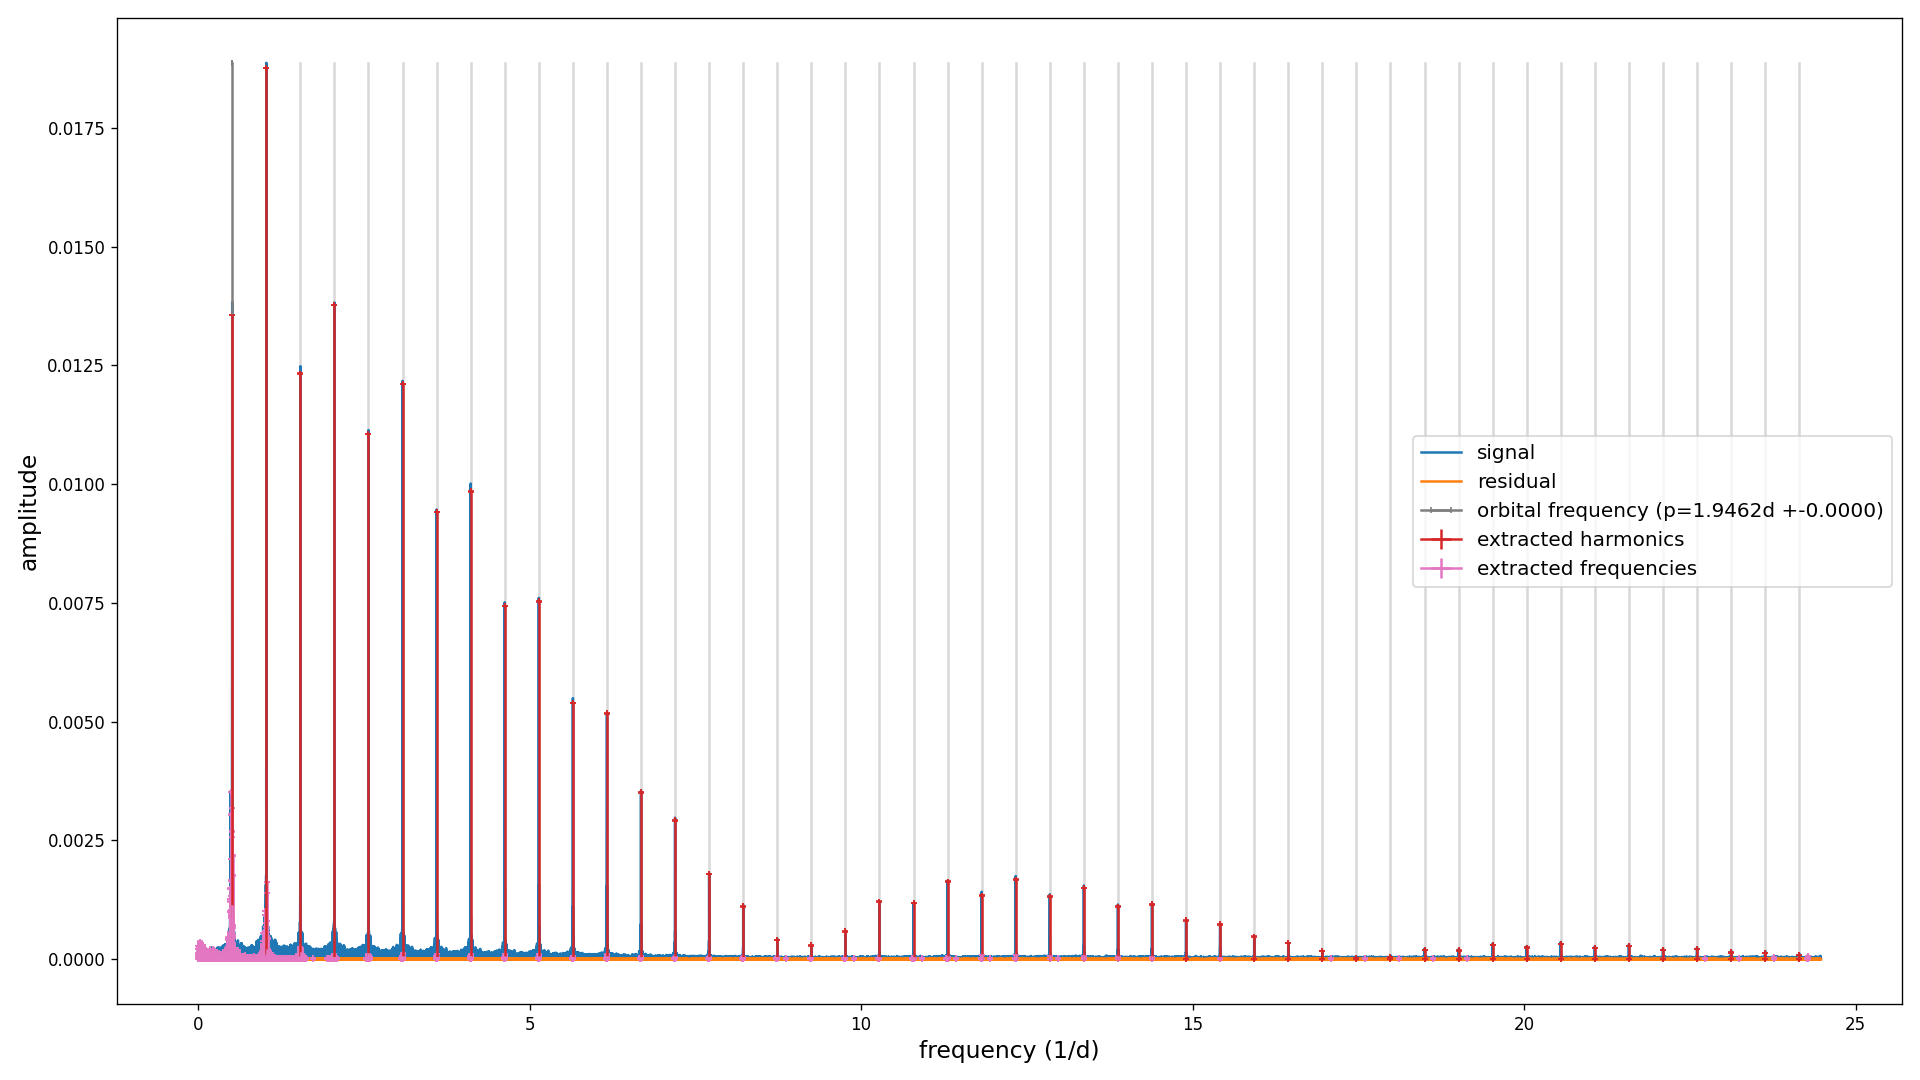 0.0175
0.0150
0.0125
0.0100
0.0075
0.0050
0.0025
0.0000
amplitude
signal
residual
orbital frequency (p=1.9462d +-0.0000)
extracted harmonics
extracted frequencies
0 5 10 15 20 25
frequency (1/d)